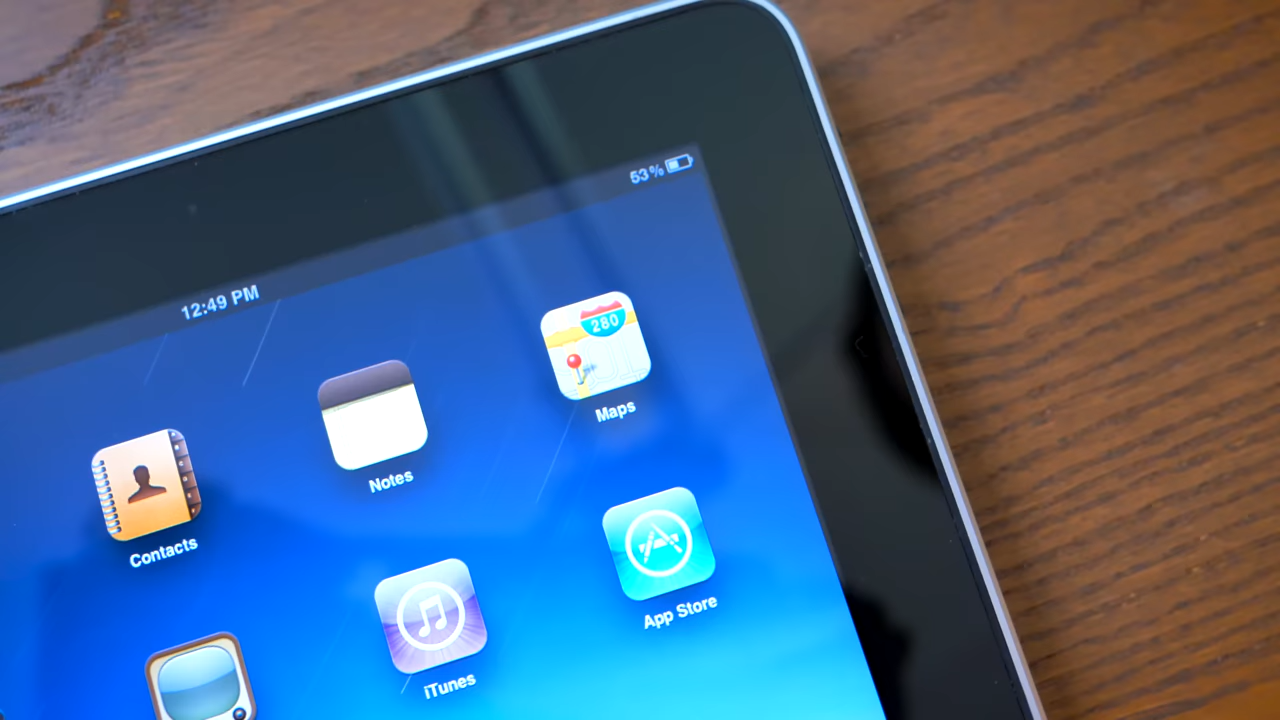 12:49 PM
53%
Contacts
Notes
280
Maps
iTunes
App Store